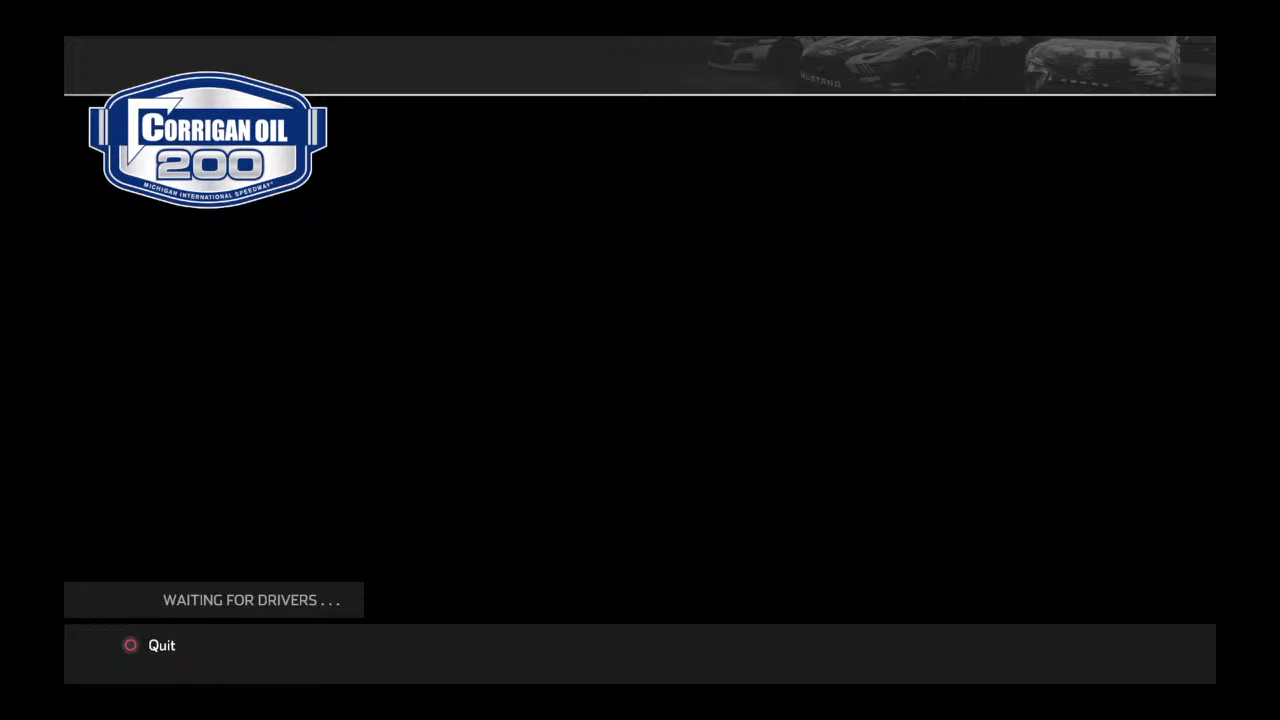 MUSTANG
CORRIGAN OIL
200
MICHIGAN INTERNATIONAL SPEEDWAY
WAITING FOR DRIVERS . . .
Quit